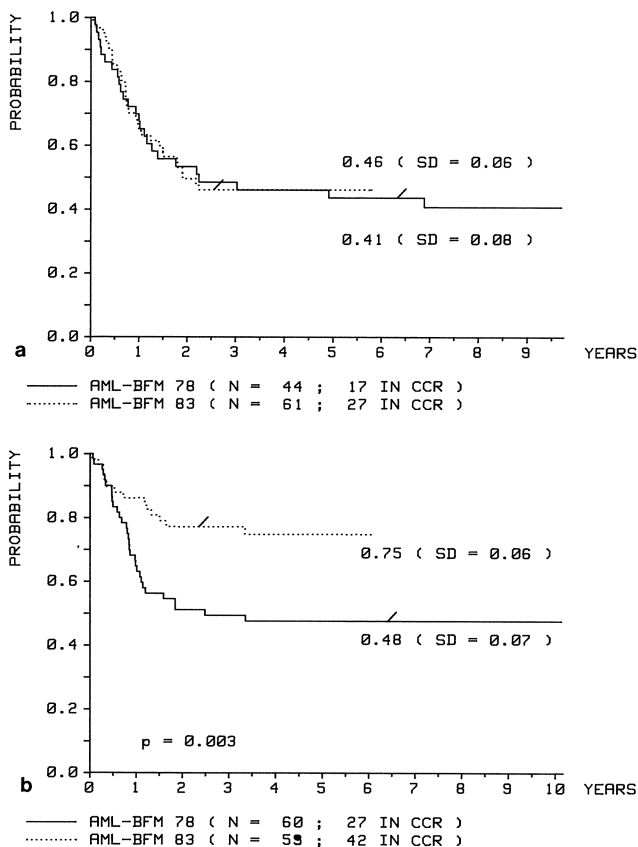 PROBABILITY
1.0
0.8
0.6
0.4
0.2
0.0
0.46 ( SD = 0.06 )
0.41 ( SD = 0.08 )
a
0 1 2 3 4 5 6 7 8 9 YEARS
AML-BFM 78 ( N = 44 ; 17 IN CCR )
AML-BFM 83 ( N = 61 ; 27 IN CCR )
PROBABILITY
1.0
0.8
0.6
0.4
0.2
0.0
0.75 ( SD = 0.06 )
0.48 ( SD = 0.07 )
p = 0.003
b
0 1 2 3 4 5 6 7 8 9 10 YEARS
AML-BFM 78 ( N = 60 ; 27 IN CCR )
AML-BFM 83 ( N = ; 42 IN CCR )